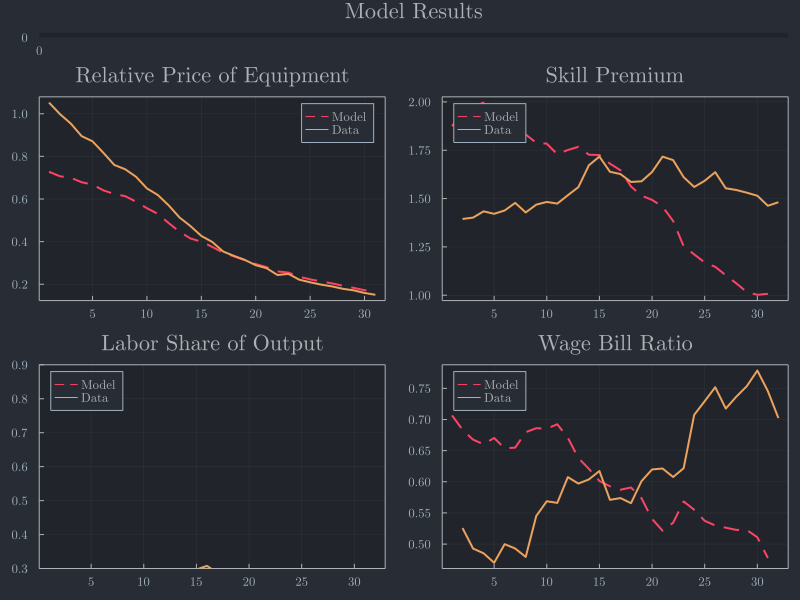 Model Results
0
0
Relative Price of Equipment
Model
Data
1.0
0.8
0.6
0.4
0.2
5 10 15 20 25 30
Skill Premium
Model
Data
2.00
1.75
1.50
1.25
1.00
5 10 15 20 25 30
Labor Share of Output
Model
Data
0.9
0.8
0.7
0.6
0.5
0.4
0.3
5 10 15 20 25 30
Wage Bill Ratio
Model
Data
0.75
0.70
0.65
0.60
0.55
0.50
5 10 15 20 25 30